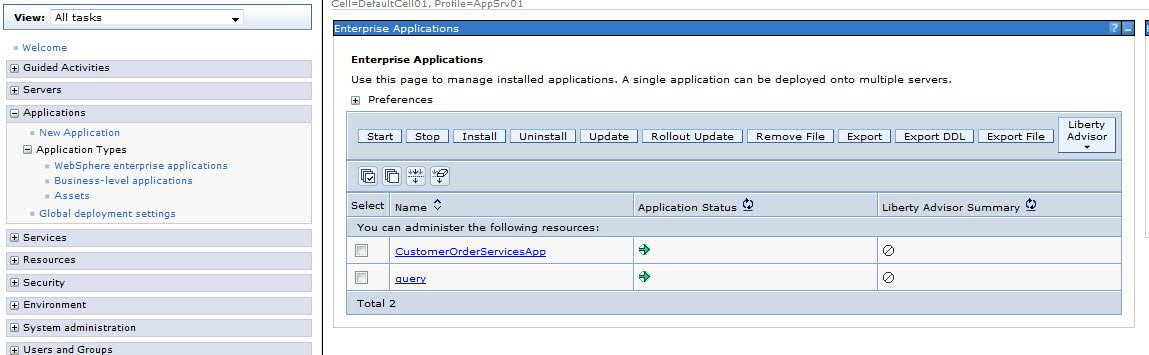 Cell=DefaultCell01, Profile=AppSrv01
View: All tasks
Welcome
Guided Activities
Servers
Applications
New Application
Application Types
WebSphere enterprise applications
Business-level applications
Assets
Global deployment settings
Services
Resources
Security
Environment
System administration
Users and Groups
Enterprise Applications
?
Enterprise Applications
Use this page to manage installed applications. A single application can be deployed onto multiple servers.
Preferences
Start Stop Install Uninstall Update Rollout Update Remove File Export Export DDL Export File Liberty
Advisor
Select Name Application Status Liberty Advisor Summary
You can administer the following resources:
CustomerOrderServicesApp
query
Total 2